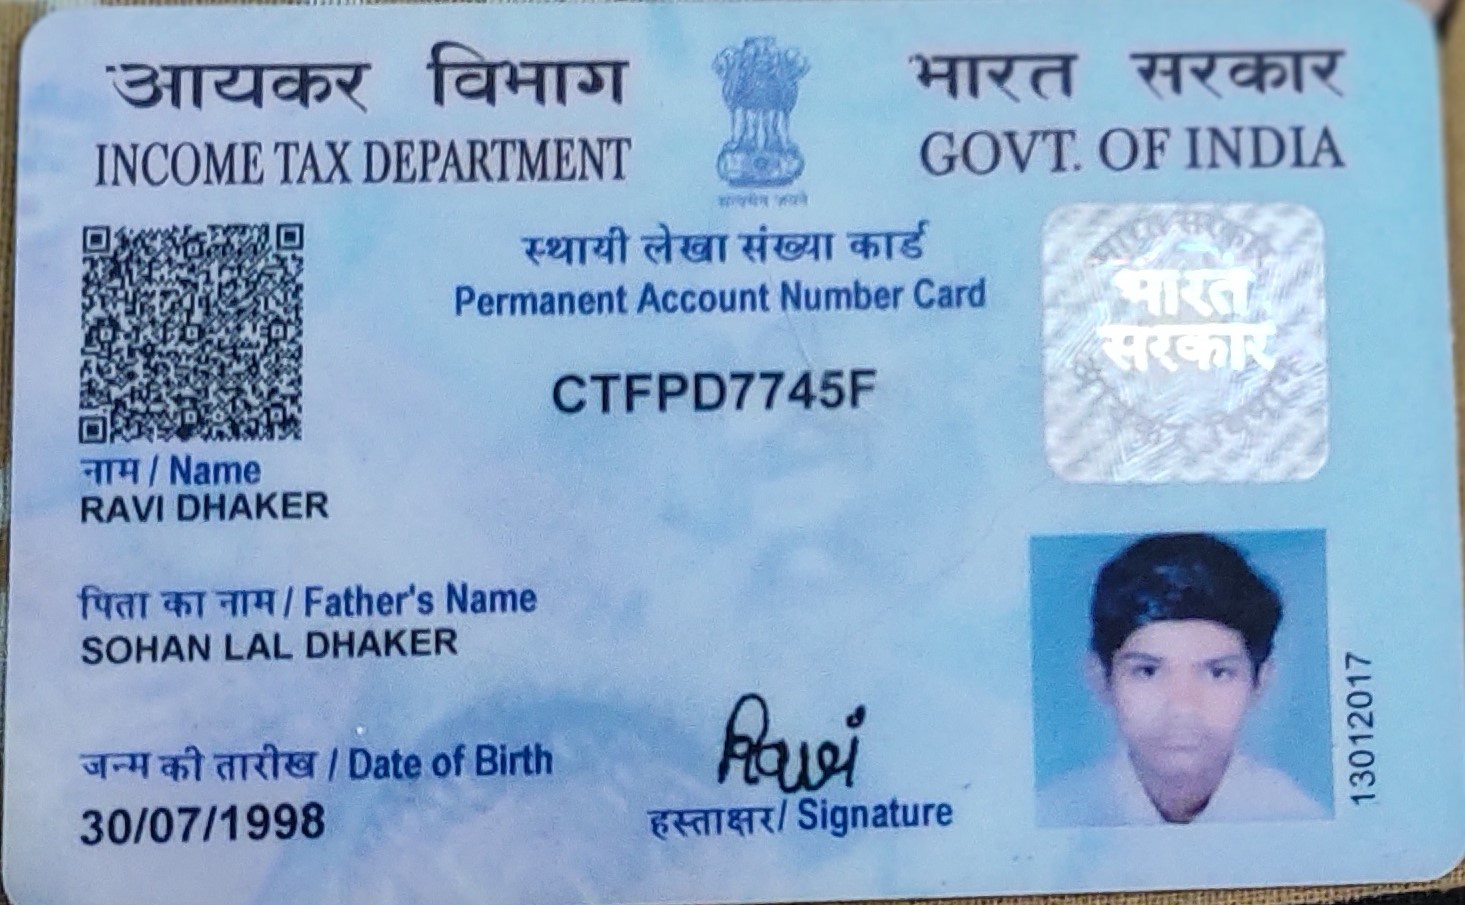 आयकर विभाग
INCOME TAX DEPARTMENT
भारत सरकार
GOVT. OF INDIA
सत्यमेव जयते
स्थायी लेखा संख्या कार्ड
Permanent Account Number Card
CTFPD7745F
भारत सरकार
भारत
सरकार
नाम / Name
RAVI DHAKER
पिता का नाम / Father's Name
SOHAN LAL DHAKER
जन्म की तारीख / Date of Birth
30/07/1998
Ravi
हस्ताक्षर/ Signature
13012017